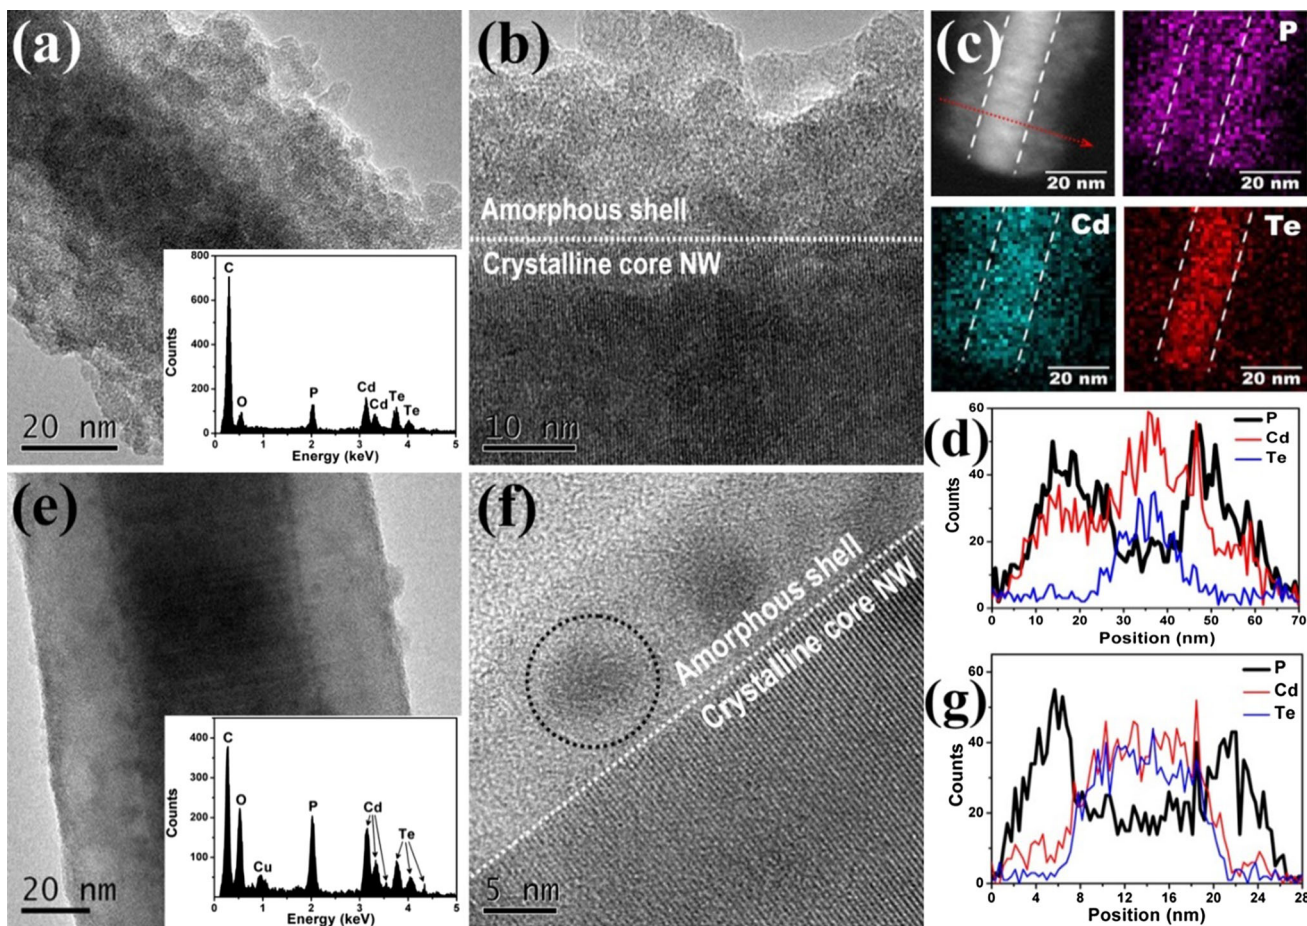 (a)
800
600
400
200
0
Counts
C
O
P
Cd
Cd
Te
Te
0
1
2
3
4
5
Energy (keV)
20 nm
(b)
Amorphous shell
Crystalline core NW
10 nm
(c)
20 nm
P
20 nm
Cd
20 nm
Te
20 nm
(d)
60
40
20
0
Counts
P
Cd
Te
0 10 20 30 40 50 60 70
Position (nm)
(e)
400
300
200
100
Counts
C
O
Cu
P
Cd
Te
0 1 2 3 4 5
Energy (keV)
20 nm
(f)
Amorphous shell
Crystalline core NW
5 nm
(g)
60
40
20
0
Counts
P
Cd
Te
0 4 8 12 16 20 24 28
Position (nm)